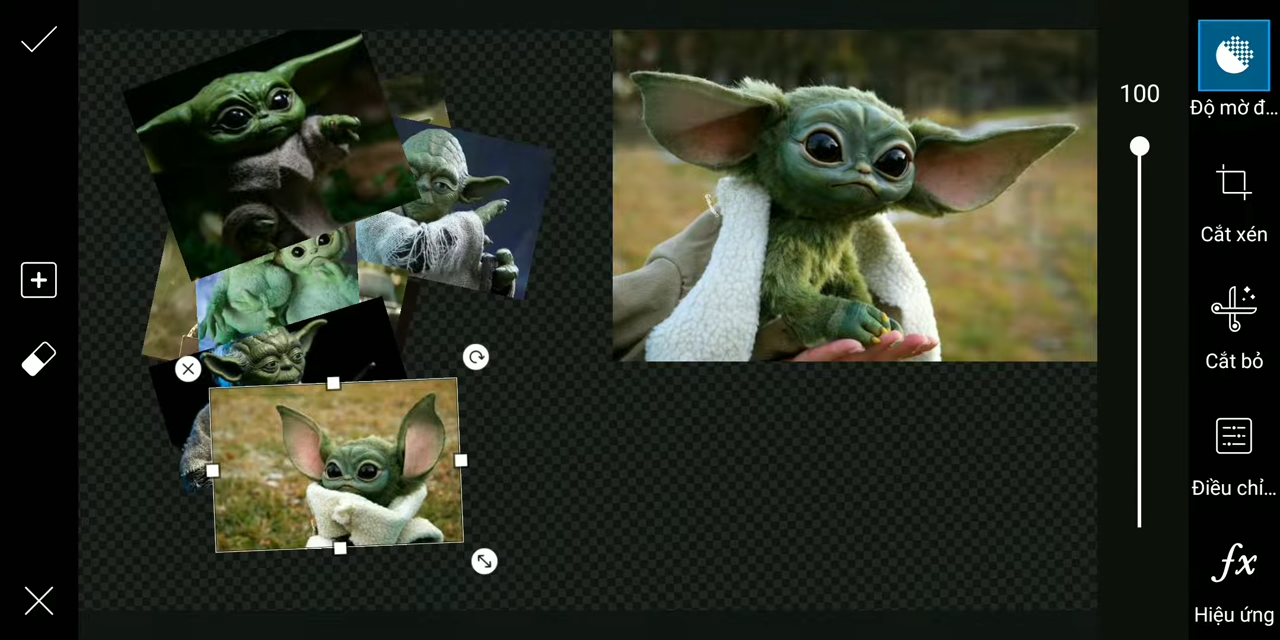 100
Độ mờ đ...
Cắt xén
Cắt bỏ
Điều chỉ...
fx
Hiệu ứng